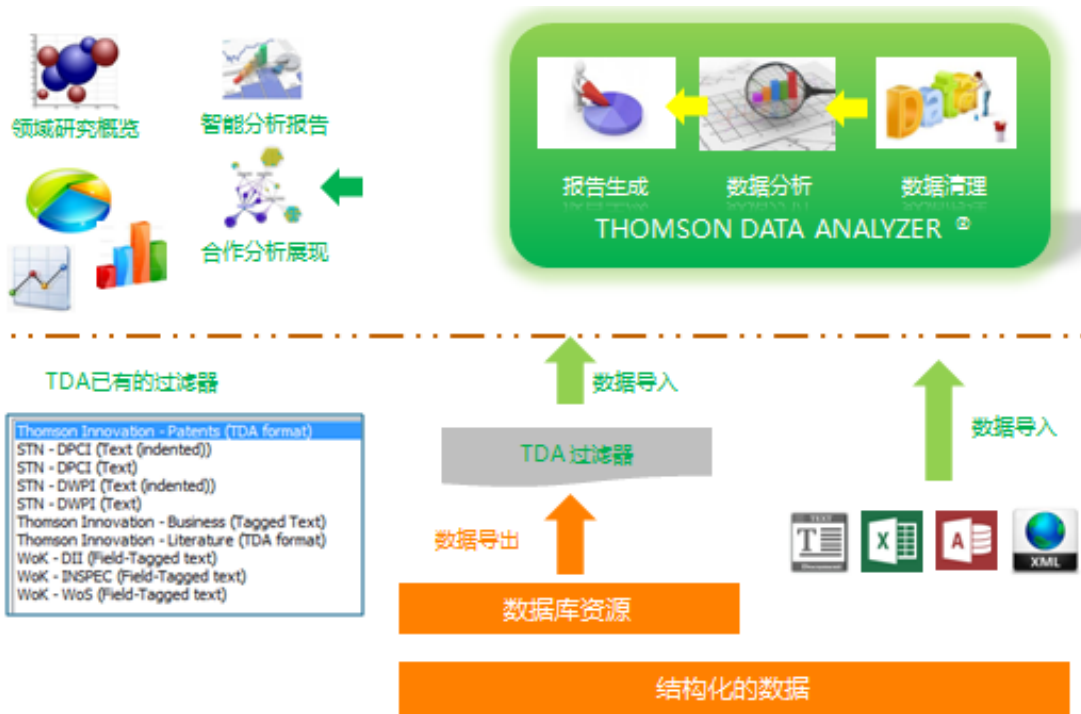 领域研究概览
智能分析报告
合作分析展现
报告生成
数据分析
数据清理
THOMSON DATA ANALYZER ®
TDA已有的过滤器
Thomson Innovation - Patents (TDA format)
STN - DPCI (Text (indented))
STN - DPCI (Text)
STN - DWPI (Text (indented))
STN - DWPI (Text)
Thomson Innovation - Business (Tagged Text)
Thomson Innovation - Literature (TDA format)
WoK - DII (Field-Tagged text)
WoK - INSPEC (Field-Tagged text)
WoK - WoS (Field-Tagged text)
数据导入
TDA 过滤器
数据导出
数据库资源
数据导入
TEXT
T
Document
X
A
XML
结构化的数据
Data